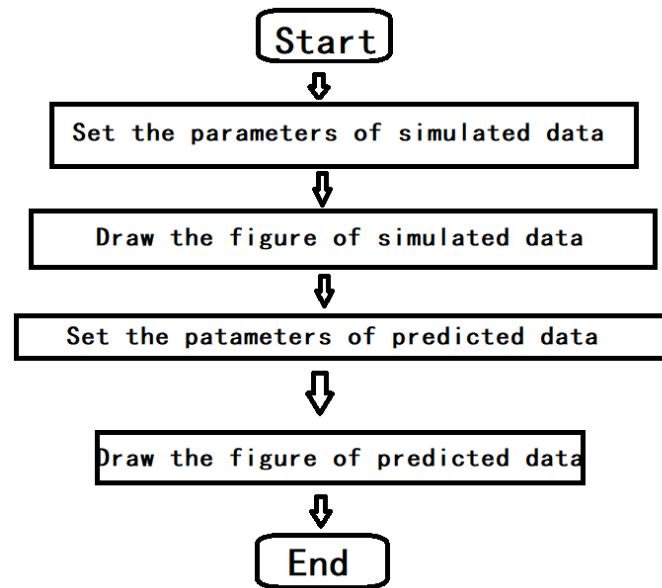 Start
Set the parameters of simulated data
Draw the figure of simulated data
Set the patameters of predicted data
Draw the figure of predicted data
End